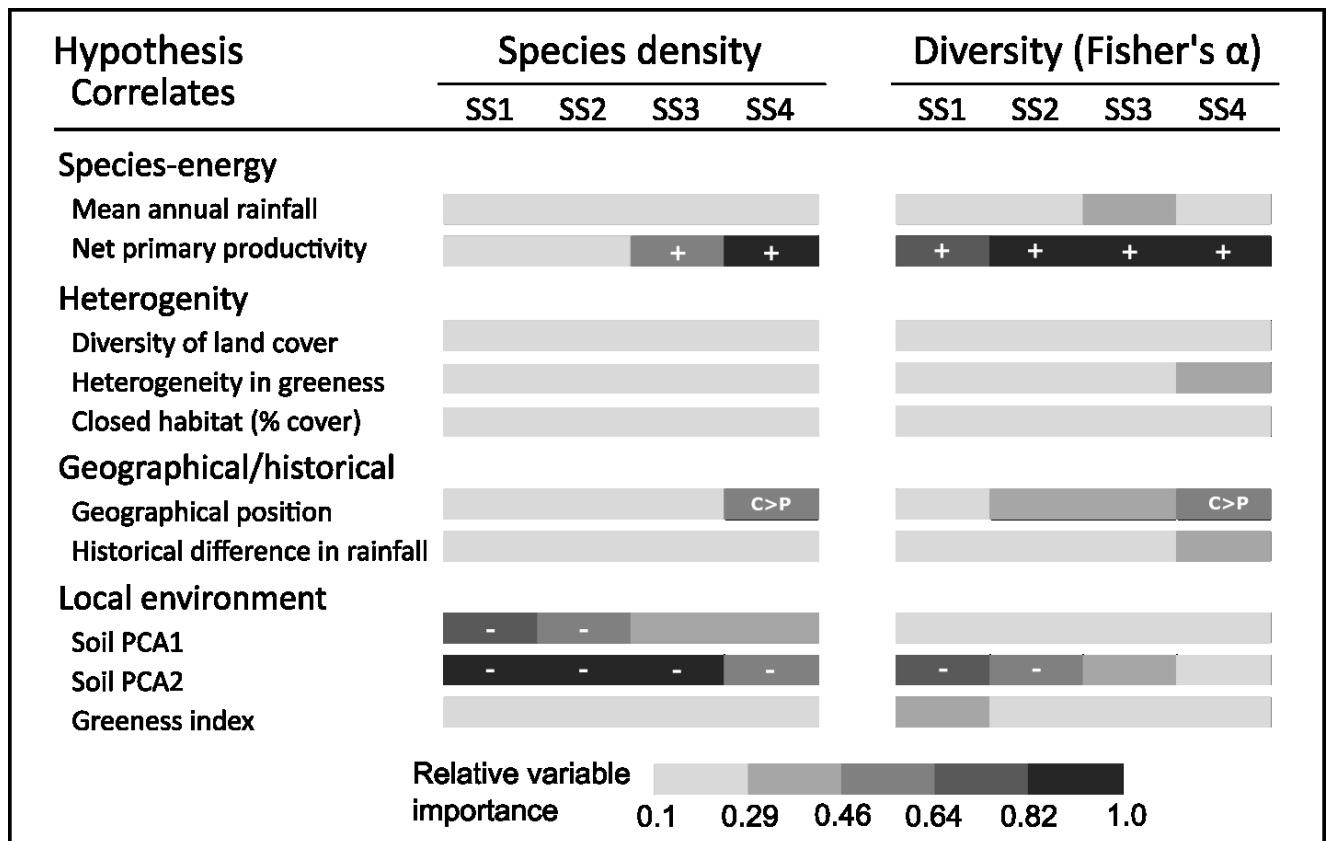 Hypothesis Species density Diversity (Fisher's α)
Correlates
SS1 SS2 SS3 SS4 SS1 SS2 SS3 SS4
Species-energy
Mean annual rainfall
Net primary productivity + + + + + +
Heterogenity
Diversity of land cover
Heterogeneity in greeness
Closed habitat (% cover)
Geographical/historical
Geographical position C>P C>P
Historical difference in rainfall
Local environment
Soil PCA1 - -
Soil PCA2 - - - - - -
Greeness index
Relative variable
importance
0.1 0.29 0.46 0.64 0.82 1.0